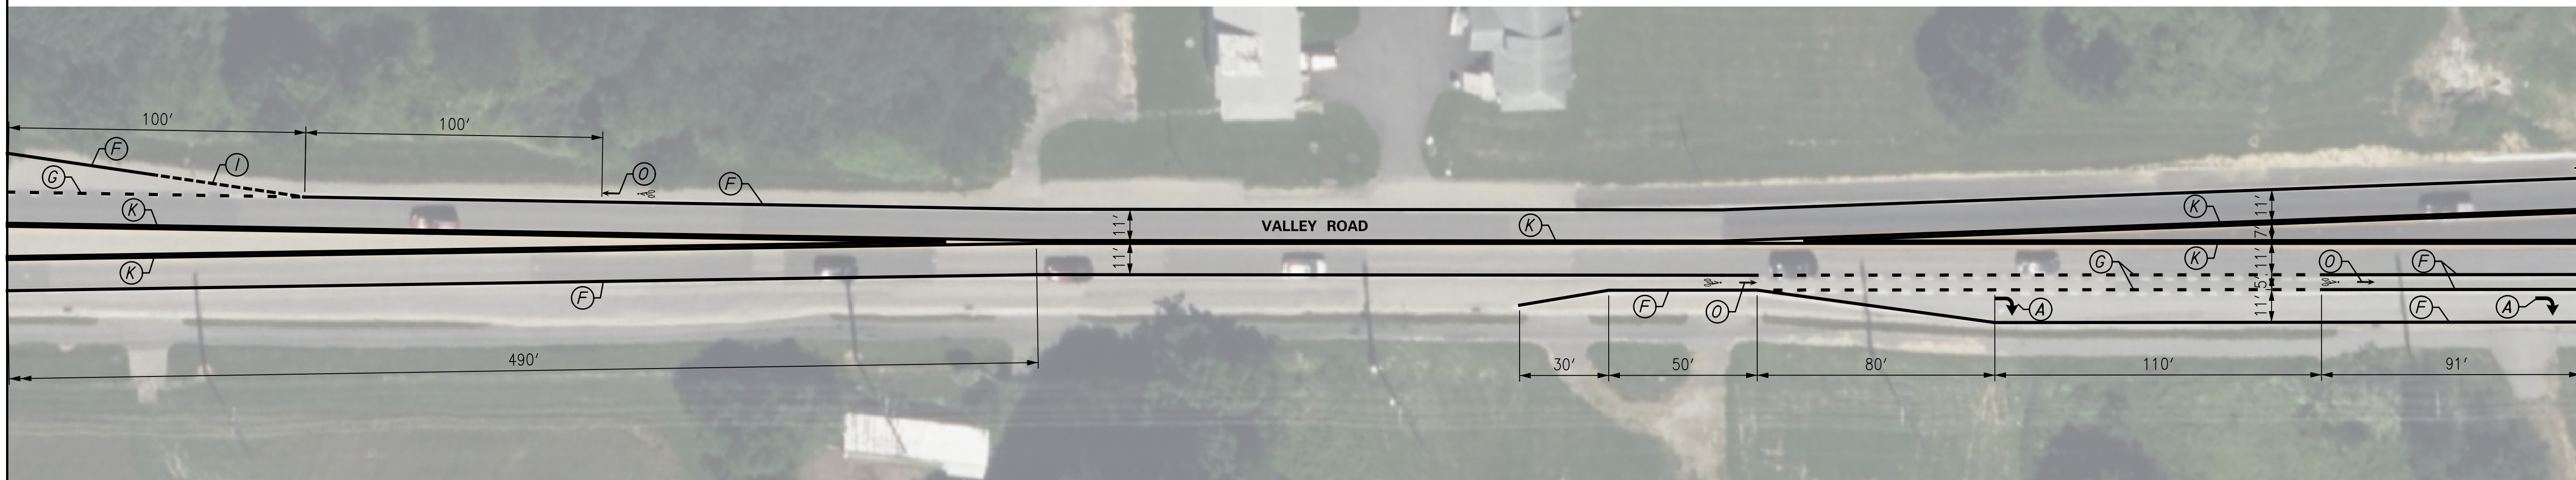 100′ 100′
F I O F
G
K K 11′
VALLEY ROAD K
11′ 7′
11′ K G K 11′ O F
K
F F O 5′
A 11′ F A
490′ 30′ 50′ 80′ 110′ 91′